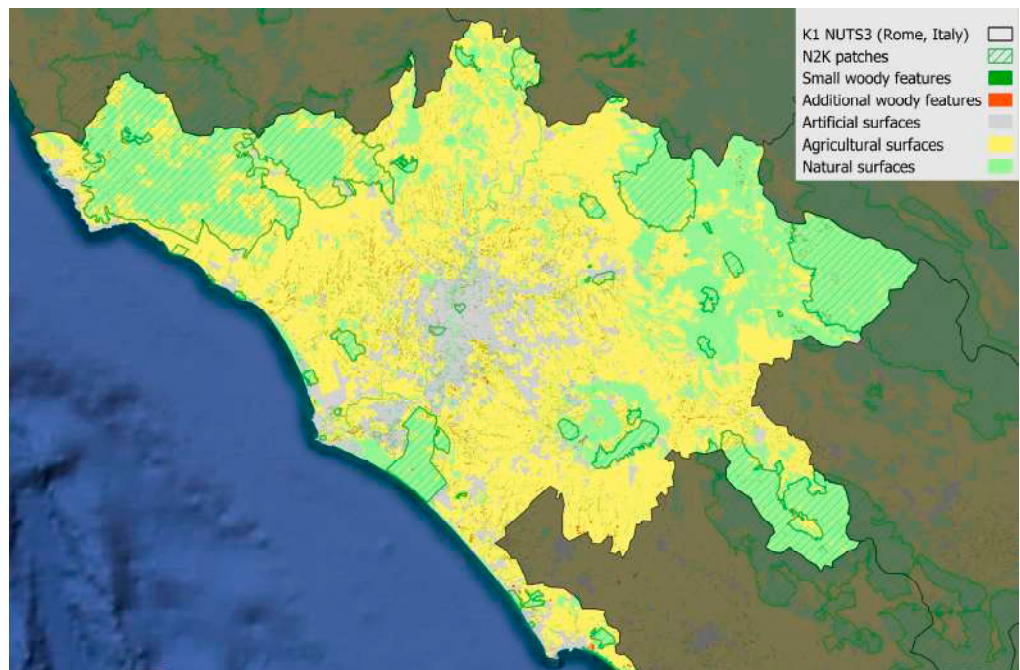 K1 NUTS3 (Rome, Italy)
N2K patches
Small woody features
Additional woody features
Artificial surfaces
Agricultural surfaces
Natural surfaces